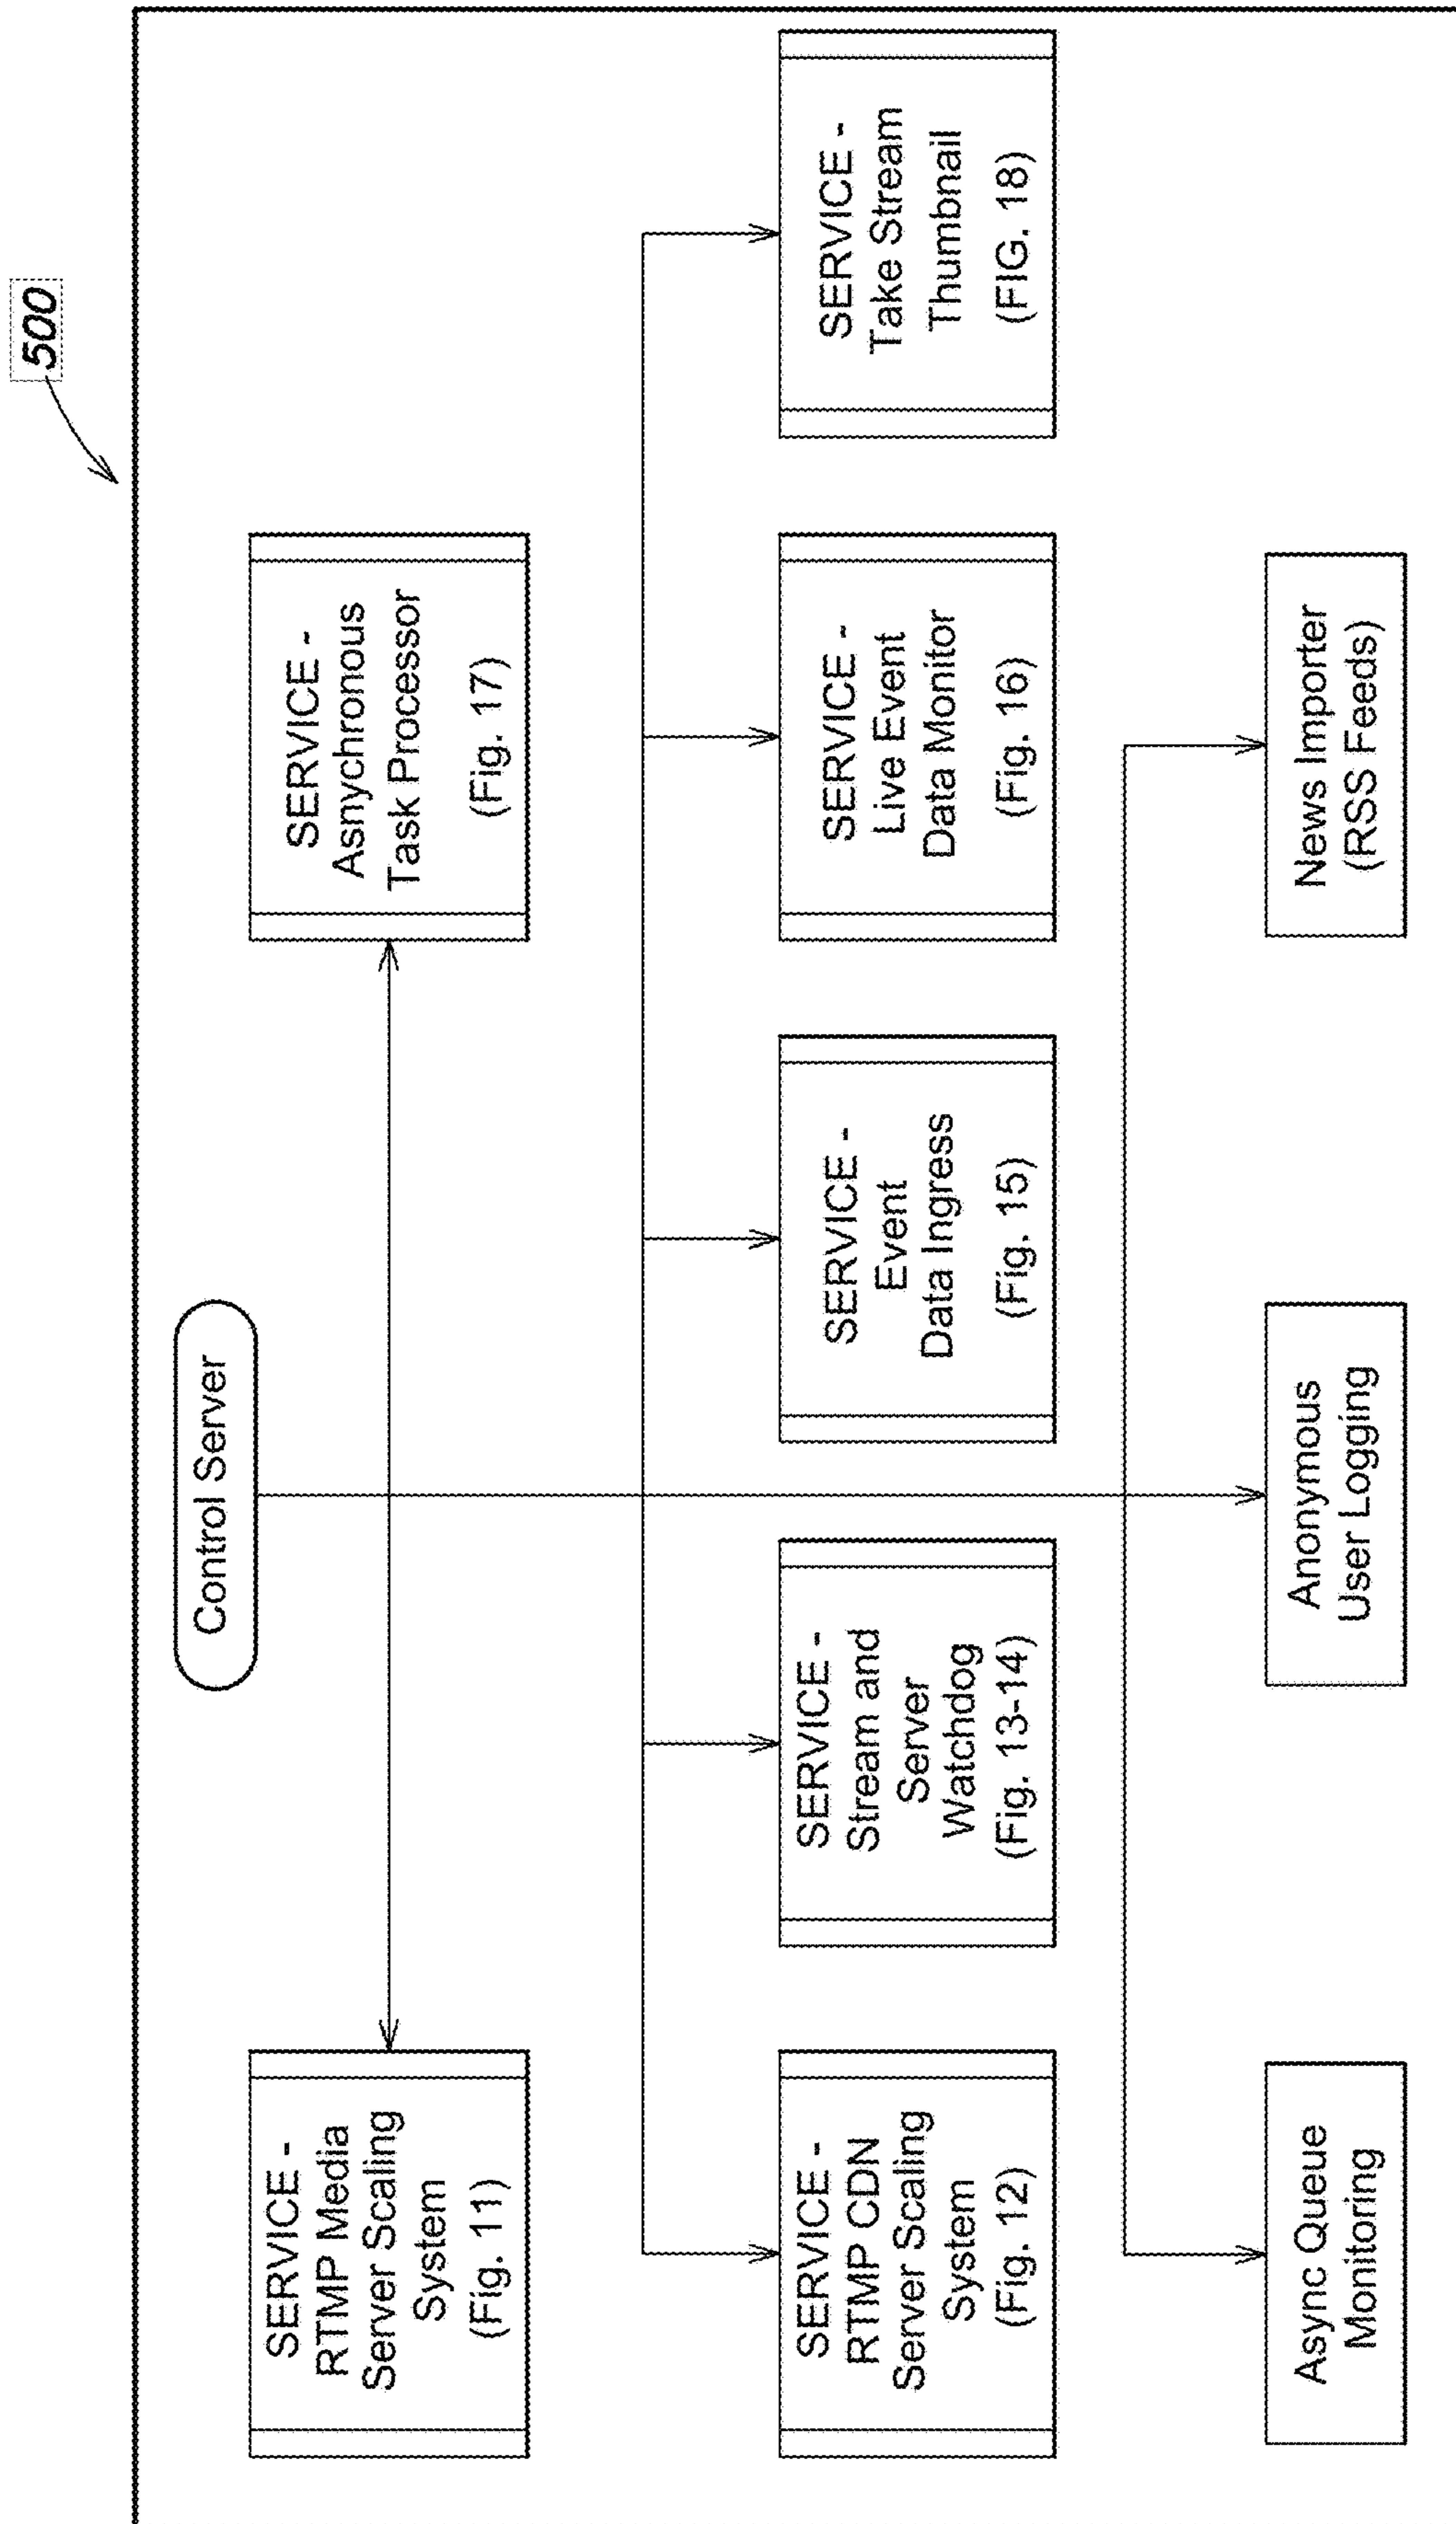 500
Control Server
SERVICE -
RTMP Media
Server Scaling
System
(Fig. 11)
SERVICE -
Asnychronous
Task Processor
(Fig. 17)
SERVICE -
RTMP CDN
Server Scaling
System
(Fig. 12)
SERVICE -
Stream and
Server
Watchdog
(Fig. 13-14)
SERVICE -
Event
Data Ingress
(Fig. 15)
SERVICE -
Live Event
Data Monitor
(Fig. 16)
SERVICE -
Take Stream
Thumbnail
(FIG. 18)
Async Queue
Monitoring
Anonymous
User Logging
News Importer
(RSS Feeds)